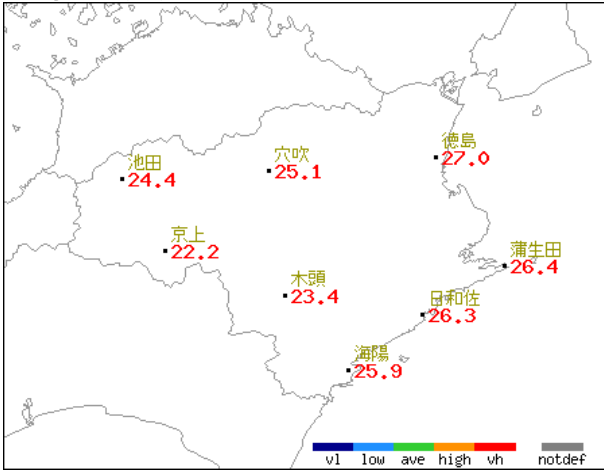 徳島
27.0
池田
24.4
穴吹
25.1
京上
22.2
蒲生田
26.4
木頭
23.4
日和佐
26.3
海陽
25.9
vl low ave high vh notdef